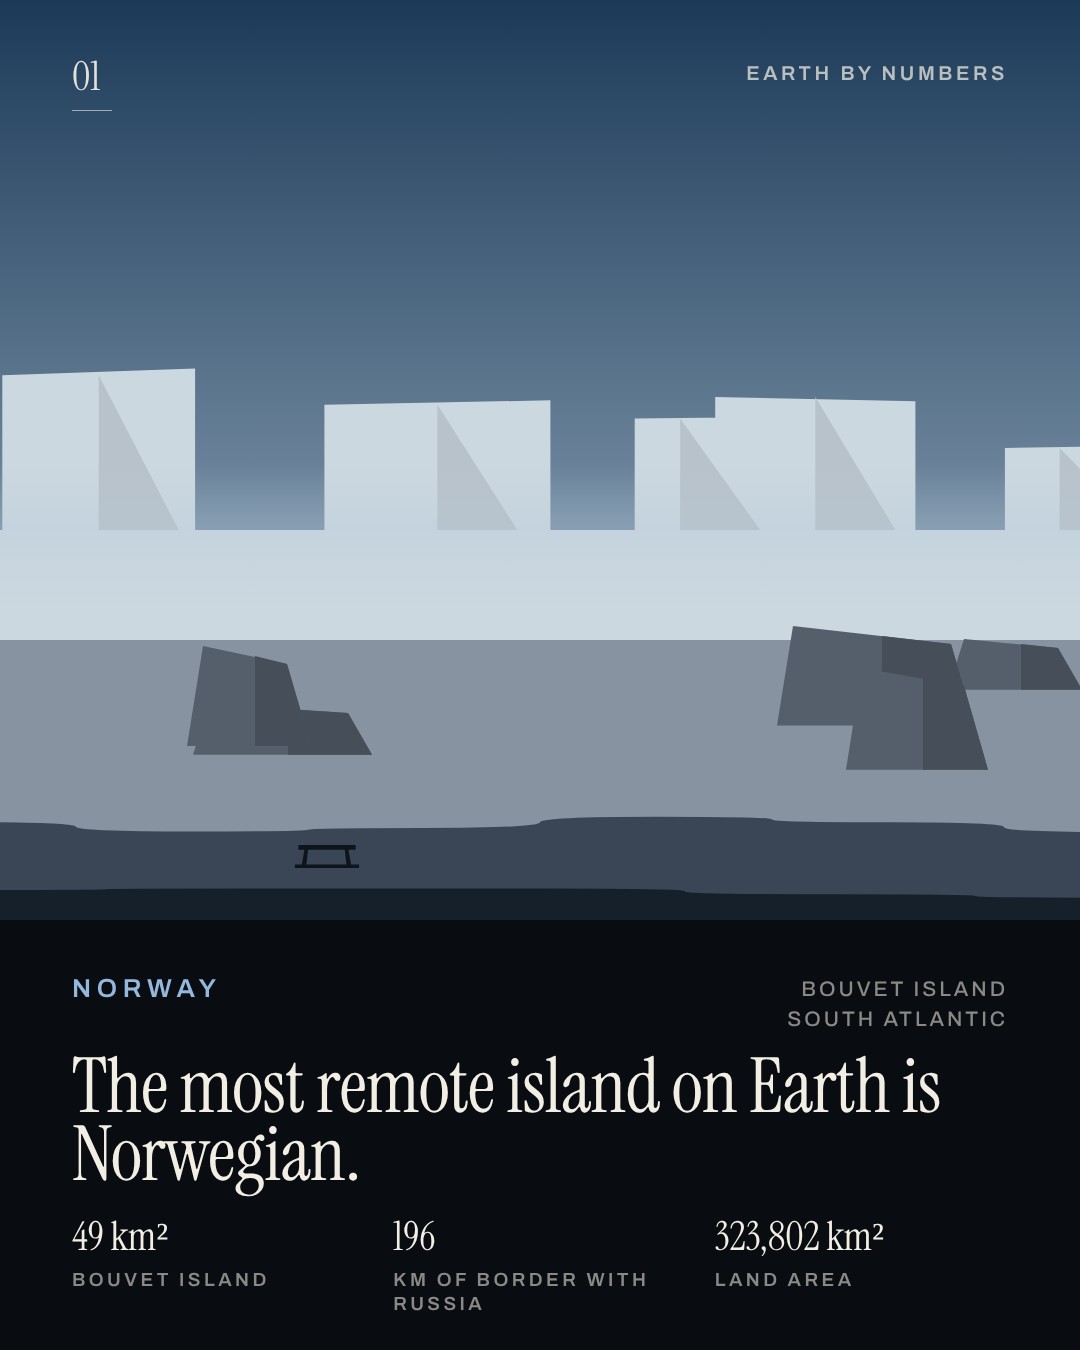 01
EARTH BY NUMBERS
NORWAY
BOUVET ISLAND
SOUTH ATLANTIC
The most remote island on Earth is
Norwegian.
49 km²
BOUVET ISLAND
196
KM OF BORDER WITH
RUSSIA
323,802 km²
LAND AREA